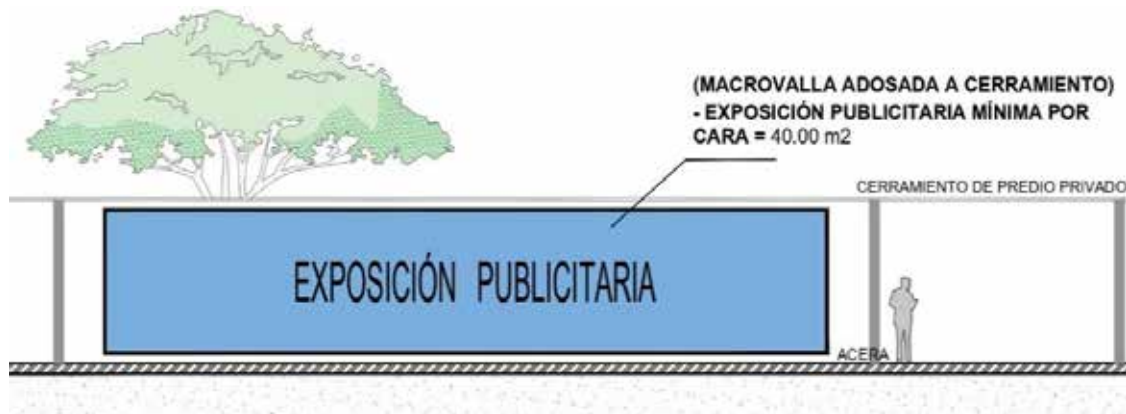 (MACROVALLA ADOSADA A CERRAMIENTO)
- EXPOSICIÓN PUBLICITARIA MÍNIMA POR
CARA = 40.00 m2
CERRAMIENTO DE PREDIO PRIVADO
EXPOSICIÓN PUBLICITARIA
ACERA